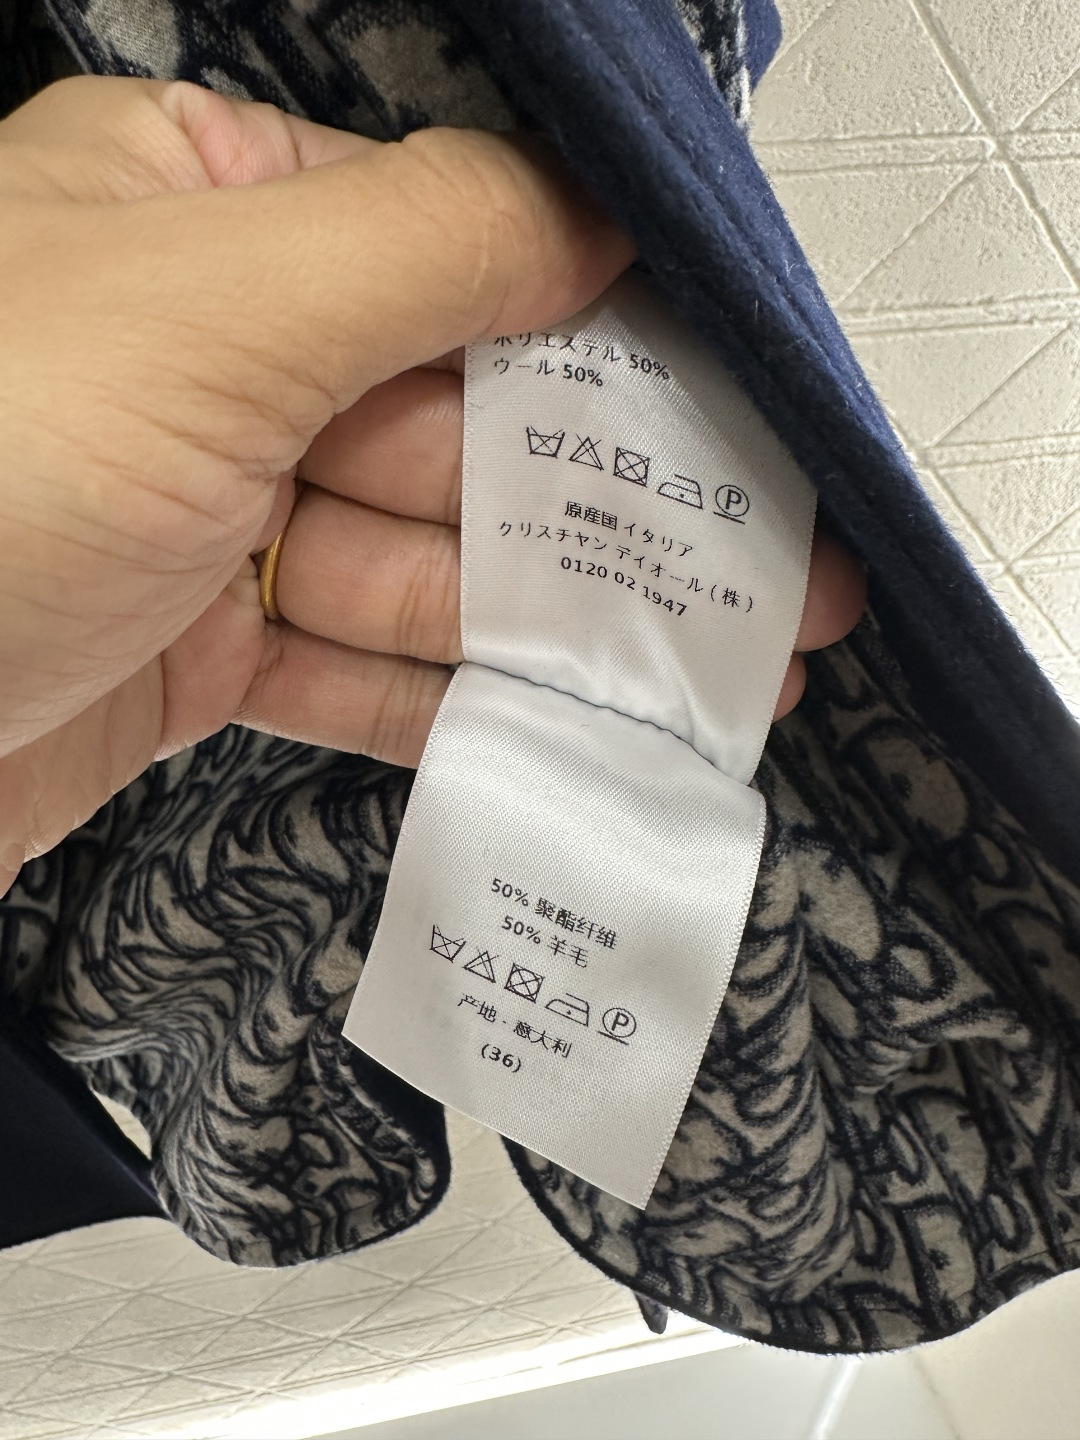 ポリエステル 50%
ウール 50%
P
原産国 イタリア
クリスチャン ディオール (株)
0120 02 1947
50% 聚酯纤维
50% 羊毛
P
产地 · 意大利
(36)